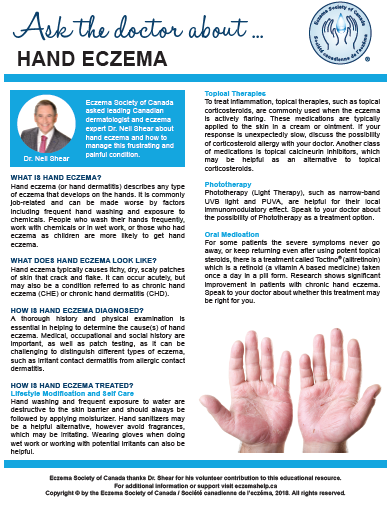 Ask the doctor about ...
HAND ECZEMA
Eczema Society of Canada
Société canadienne de l'eczéma
®
Eczema Society of Canada
asked leading Canadian
dermatologist and eczema
expert Dr. Neil Shear about
hand eczema and how to
manage this frustrating and
painful condition.
Dr. Neil Shear
WHAT IS HAND ECZEMA?
Hand eczema (or hand dermatitis) describes any type
of eczema that develops on the hands. It is commonly
job-related and can be made worse by factors
including frequent hand washing and exposure to
chemicals. People who wash their hands frequently,
work with chemicals or in wet work, or those who had
eczema as children are more likely to get hand
eczema.
WHAT DOES HAND ECZEMA LOOK LIKE?
Hand eczema typically causes itchy, dry, scaly patches
of skin that crack and flake. It can occur acutely, but
may also be a condition referred to as chronic hand
eczema (CHE) or chronic hand dermatitis (CHD).
HOW IS HAND ECZEMA DIAGNOSED?
A thorough history and physical examination is
essential in helping to determine the cause(s) of hand
eczema. Medical, occupational and social history are
important, as well as patch testing, as it can be
challenging to distinguish different types of eczema,
such as irritant contact dermatitis from allergic contact
dermatitis.
HOW IS HAND ECZEMA TREATED?
Lifestyle Modification and Self Care
Hand washing and frequent exposure to water are
destructive to the skin barrier and should always be
followed by applying moisturizer. Hand sanitizers may
be a helpful alternative, however avoid fragrances,
which may be irritating. Wearing gloves when doing
wet work or working with potential irritants can also be
helpful.
Topical Therapies
To treat inflammation, topical therapies, such as topical
corticosteroids, are commonly used when the eczema
is actively flaring. These medications are typically
applied to the skin in a cream or ointment. If your
response is unexpectedly slow, discuss the possibility
of corticosteroid allergy with your doctor. Another class
of medications is topical calcineurin inhibitors, which
may be helpful as an alternative to topical
corticosteroids.
Phototherapy
Phototherapy (Light Therapy), such as narrow-band
UVB light and PUVA, are helpful for their local
immunomodulatory effect. Speak to your doctor about
the possibility of Phototherapy as a treatment option.
Oral Medication
For some patients the severe symptoms never go
away, or keep returning even after using potent topical
steroids, there is a treatment called Toctino® (alitretinoin)
which is a retinoid (a vitamin A based medicine) taken
once a day in a pill form. Research shows significant
improvement in patients with chronic hand eczema.
Speak to your doctor about whether this treatment may
be right for you.
Eczema Society of Canada thanks Dr. Shear for his volunteer contribution to this educational resource.
For additional information or support visit eczemahelp.ca
Copyright © by the Eczema Society of Canada / Société canadienne de l'eczéma, 2018. All rights reserved.